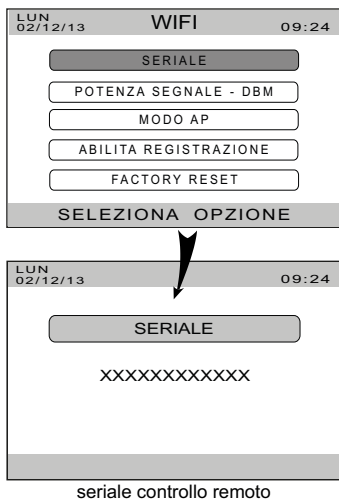 LUN
02/12/13 WIFI 09:24
SERIALE
POTENZA SEGNALE - DBM
MODO AP
ABILITA REGISTRAZIONE
FACTORY RESET
SELEZIONA OPZIONE
LUN
02/12/13 09:24
SERIALE
XXXXXXXXXXXX
seriale controllo remoto